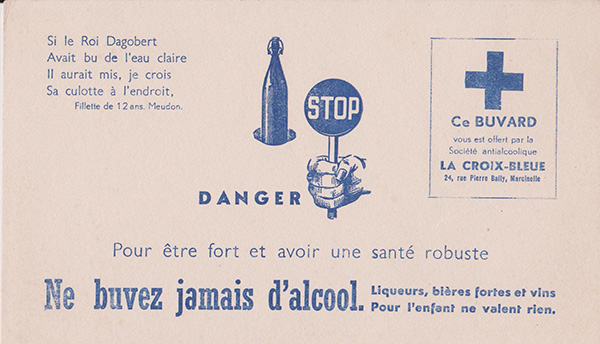 Si le Roi Dagobert
Avait bu de l'eau claire
Il aurait mis, je crois
Sa culotte à l'endroit,
Fillette de 12 ans. Meudon.
STOP
DANGER
Ce BUVARD
vous est offert par la
Société antialcoolique
LA CROIX-BLEUE
24, rue Pierre Bailly, Marcinelle
Pour être fort et avoir une santé robuste
Ne buvez jamais d'alcool.
Liqueurs, bières fortes et vins
Pour l'enfant ne valent rien.